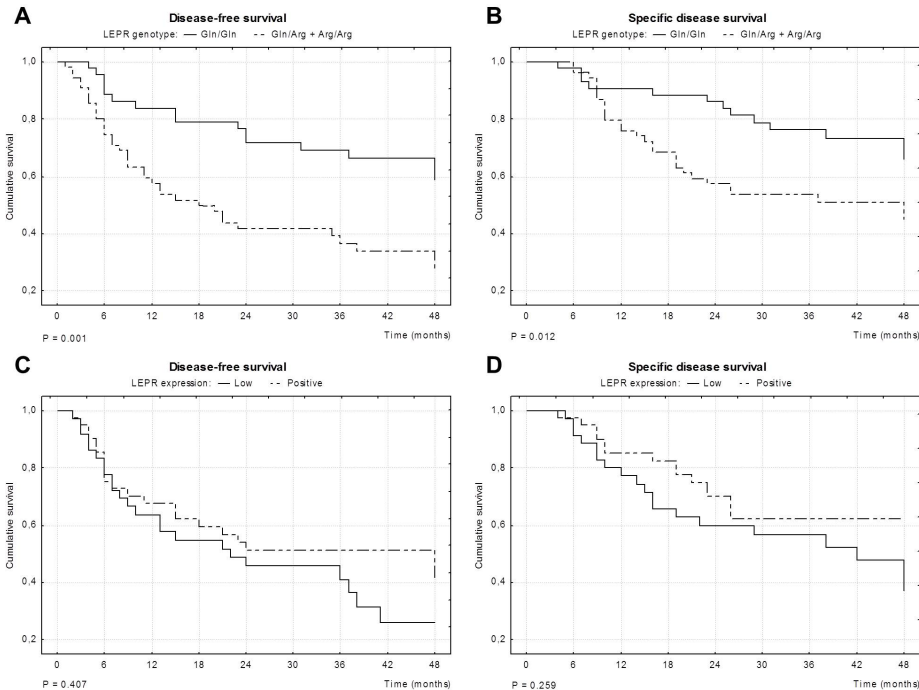 A
Disease-free survival
LEPR genotype: Gln/Gln Gln/Arg + Arg/Arg
Cumulative survival
1,0
0,8
0,6
0,4
0,2
0 6 12 18 24 30 36 42 48
Time (months)
P = 0.001
B
Specific disease survival
LEPR genotype: Gln/Gln Gln/Arg + Arg/Arg
Cumulative survival
1,0
0,8
0,6
0,4
0,2
0 6 12 18 24 30 36 42 48
Time (months)
P = 0.012
C
Disease-free survival
LEPR expression: Low Positive
Cumulative survival
1,0
0,8
0,6
0,4
0,2
0 6 12 18 24 30 36 42 48
Time (months)
P = 0.407
D
Specific disease survival
LEPR expression: Low Positive
Cumulative survival
1,0
0,8
0,6
0,4
0,2
0 6 12 18 24 30 36 42 48
Time (months)
P = 0.259